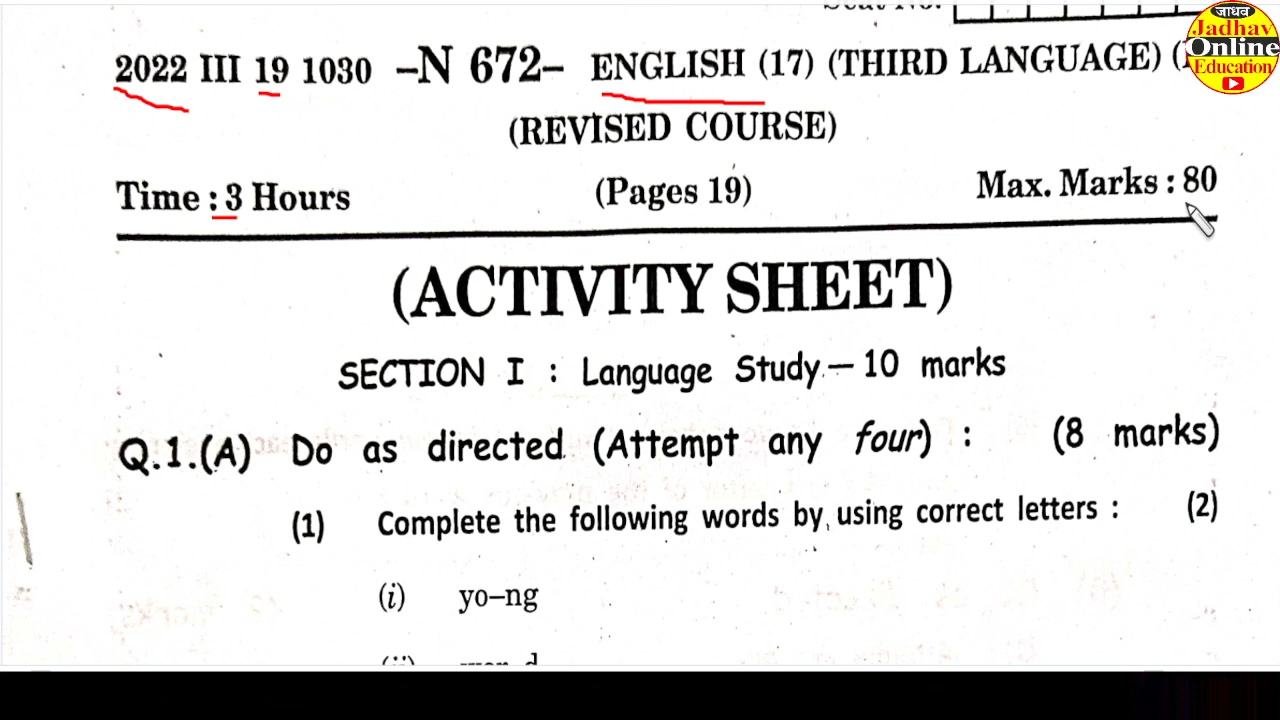 2022 III 19 1030 –N 672– ENGLISH (17) (THIRD LANGUAGE)
जाधव
Jadhav
Online
Education
(REVISED COURSE)
Time : 3 Hours (Pages 19) Max. Marks : 80
(ACTIVITY SHEET)
SECTION I : Language Study – 10 marks
Q.1.(A) Do as directed (Attempt any four) : (8 marks)
(1) Complete the following words by using correct letters : (2)
(i) yo–ng